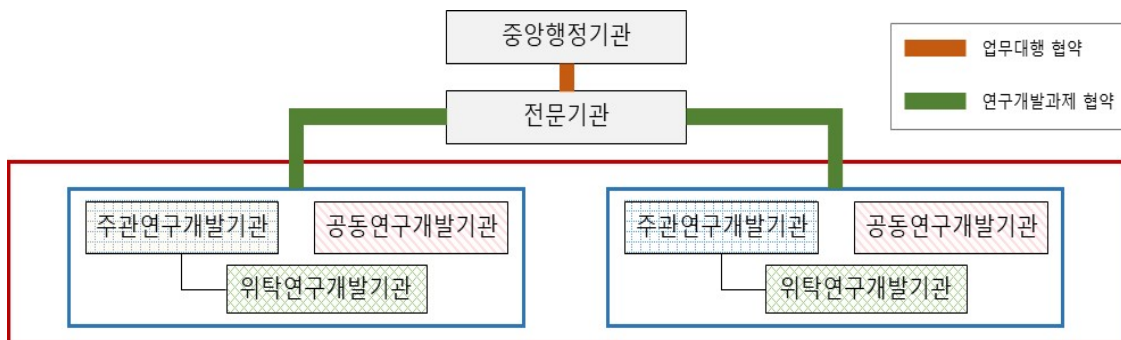 중앙행정기관
업무대행 협약
전문기관
연구개발과제 협약
주관연구개발기관
공동연구개발기관
위탁연구개발기관
주관연구개발기관
공동연구개발기관
위탁연구개발기관